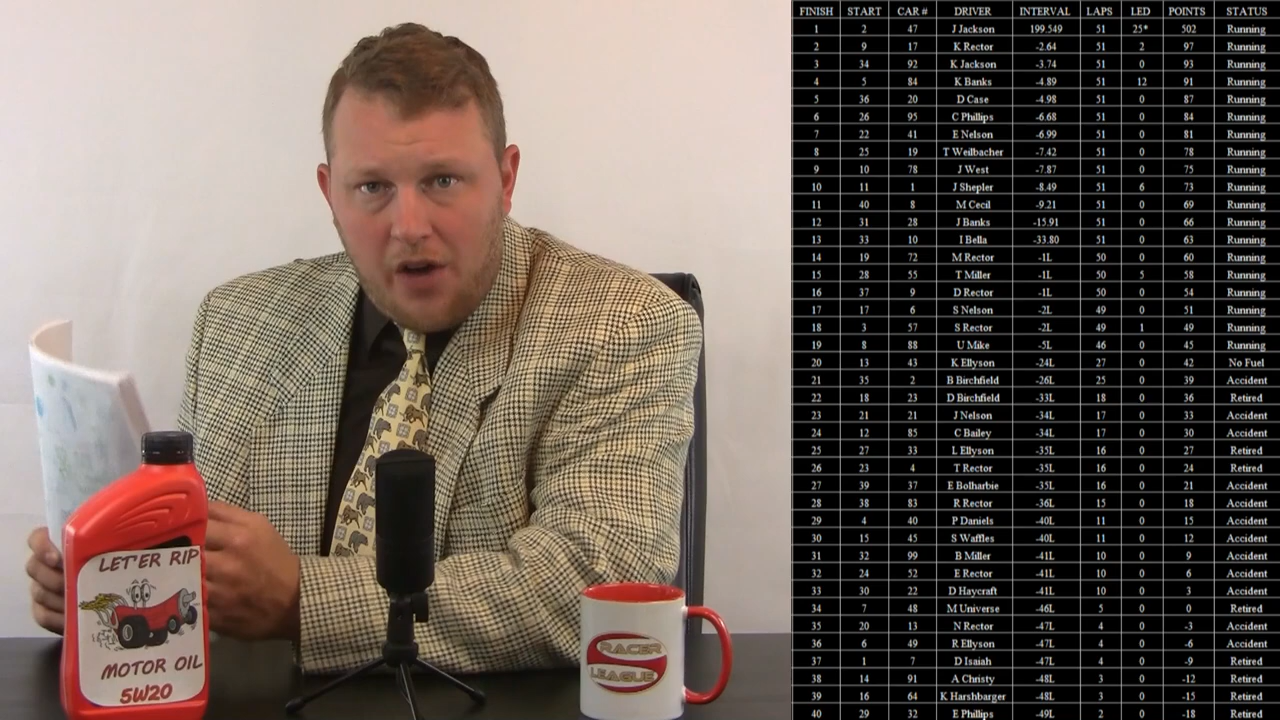 LET'ER RIP
MOTOR OIL
5W20
RACER
LEAGUE
FINISH START CAR # DRIVER INTERVAL LAPS LED POINTS STATUS
1 2 47 J Jackson 199.549 51 25* 502 Running
2 9 17 K Rector -2.64 51 2 97 Running
3 34 92 K Jackson -3.74 51 0 93 Running
4 5 84 K Banks -4.89 51 12 91 Running
5 36 20 D Case -4.98 51 0 87 Running
6 26 95 C Phillips -6.68 51 0 84 Running
7 22 41 E Nelson -6.99 51 0 81 Running
8 25 19 T Weilbacher -7.42 51 0 78 Running
9 10 78 J West -7.87 51 0 75 Running
10 11 1 J Shepler -8.49 51 6 73 Running
11 40 8 M Cecil -9.21 51 0 69 Running
12 31 28 J Banks -15.91 51 0 66 Running
13 33 10 I Bella -33.80 51 0 63 Running
14 19 72 M Rector -1L 50 0 60 Running
15 28 55 T Miller -1L 50 5 58 Running
16 37 9 D Rector -1L 50 0 54 Running
17 17 6 S Nelson -2L 49 0 51 Running
18 3 57 S Rector -2L 49 1 49 Running
19 8 88 U Mike -5L 46 0 45 Running
20 13 43 K Ellyson -24L 27 0 42 No Fuel
21 35 2 B Birchfield -26L 25 0 39 Accident
22 18 23 D Birchfield -33L 18 0 36 Retired
23 21 21 J Nelson -34L 17 0 33 Accident
24 12 85 C Bailey -34L 17 0 30 Accident
25 27 33 L Ellyson -35L 16 0 27 Retired
26 23 4 T Rector -35L 16 0 24 Retired
27 39 37 E Bolharbie -35L 16 0 21 Accident
28 38 83 R Rector -36L 15 0 18 Accident
29 4 40 P Daniels -40L 11 0 15 Accident
30 15 45 S Waffles -40L 11 0 12 Accident
31 32 99 B Miller -41L 10 0 9 Accident
32 24 52 E Rector -41L 10 0 6 Accident
33 30 22 D Haycraft -41L 10 0 3 Accident
34 7 48 M Universe -46L 5 0 0 Retired
35 20 13 N Rector -47L 4 0 -3 Accident
36 6 49 R Ellyson -47L 4 0 -6 Accident
37 1 7 D Isaiah -47L 4 0 -9 Retired
38 14 91 A Christy -48L 3 0 -12 Retired
39 16 64 K Harshbarger -48L 3 0 -15 Retired
40 29 32 E Phillips -49L 2 0 -18 Retired